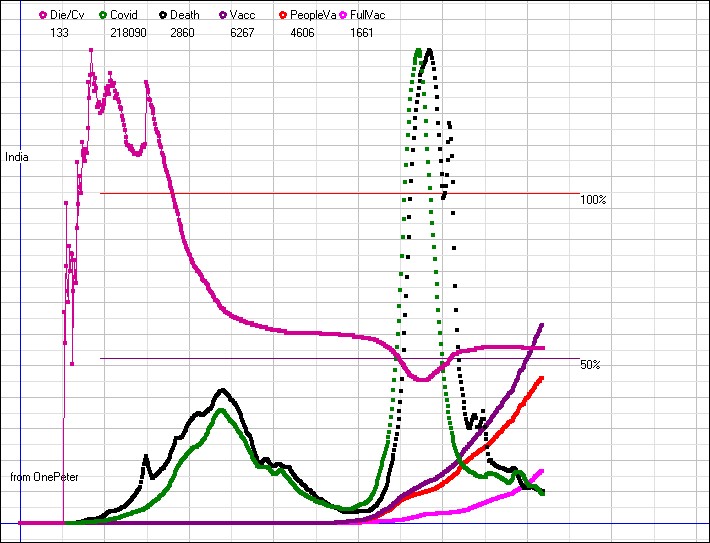 Die/Cv Covid Death Vacc PeopleVa FullVac
133 218090 2860 6267 4606 1661
India
100%
50%
from OnePeter